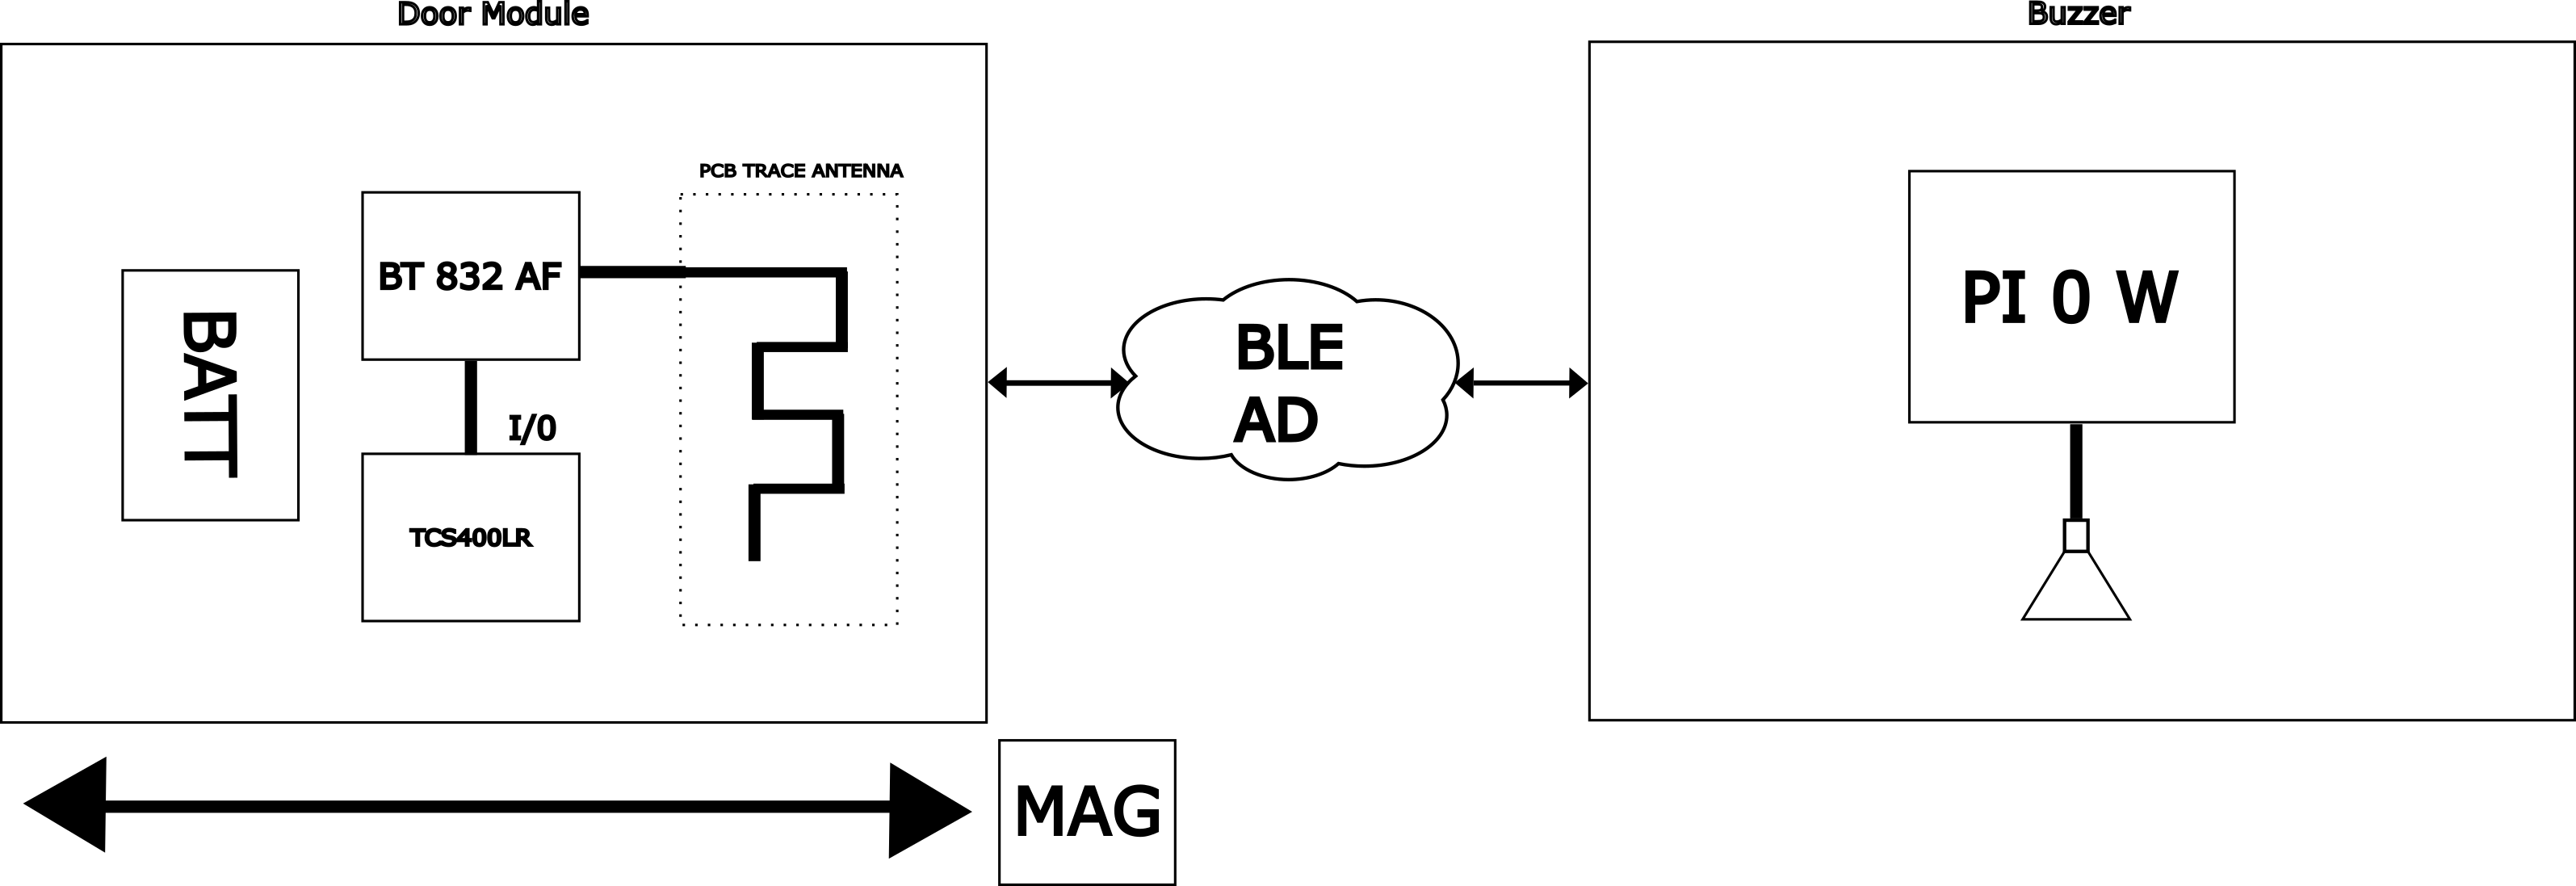 Door Module
Buzzer
PCB TRACE ANTENNA
BT 832 AF
BATT
I/0
TCS400LR
BLE
AD
PI 0 W
MAG